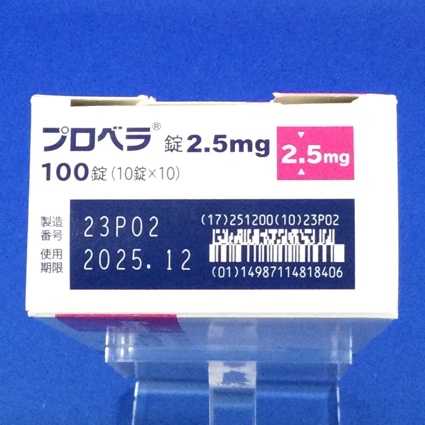 プロベラ® 錠 2.5mg
2.5mg
100錠(10錠×10)
製造番号 23P02
使用期限 2025.12
(17)251200(10)23P02
(01)14987114818406